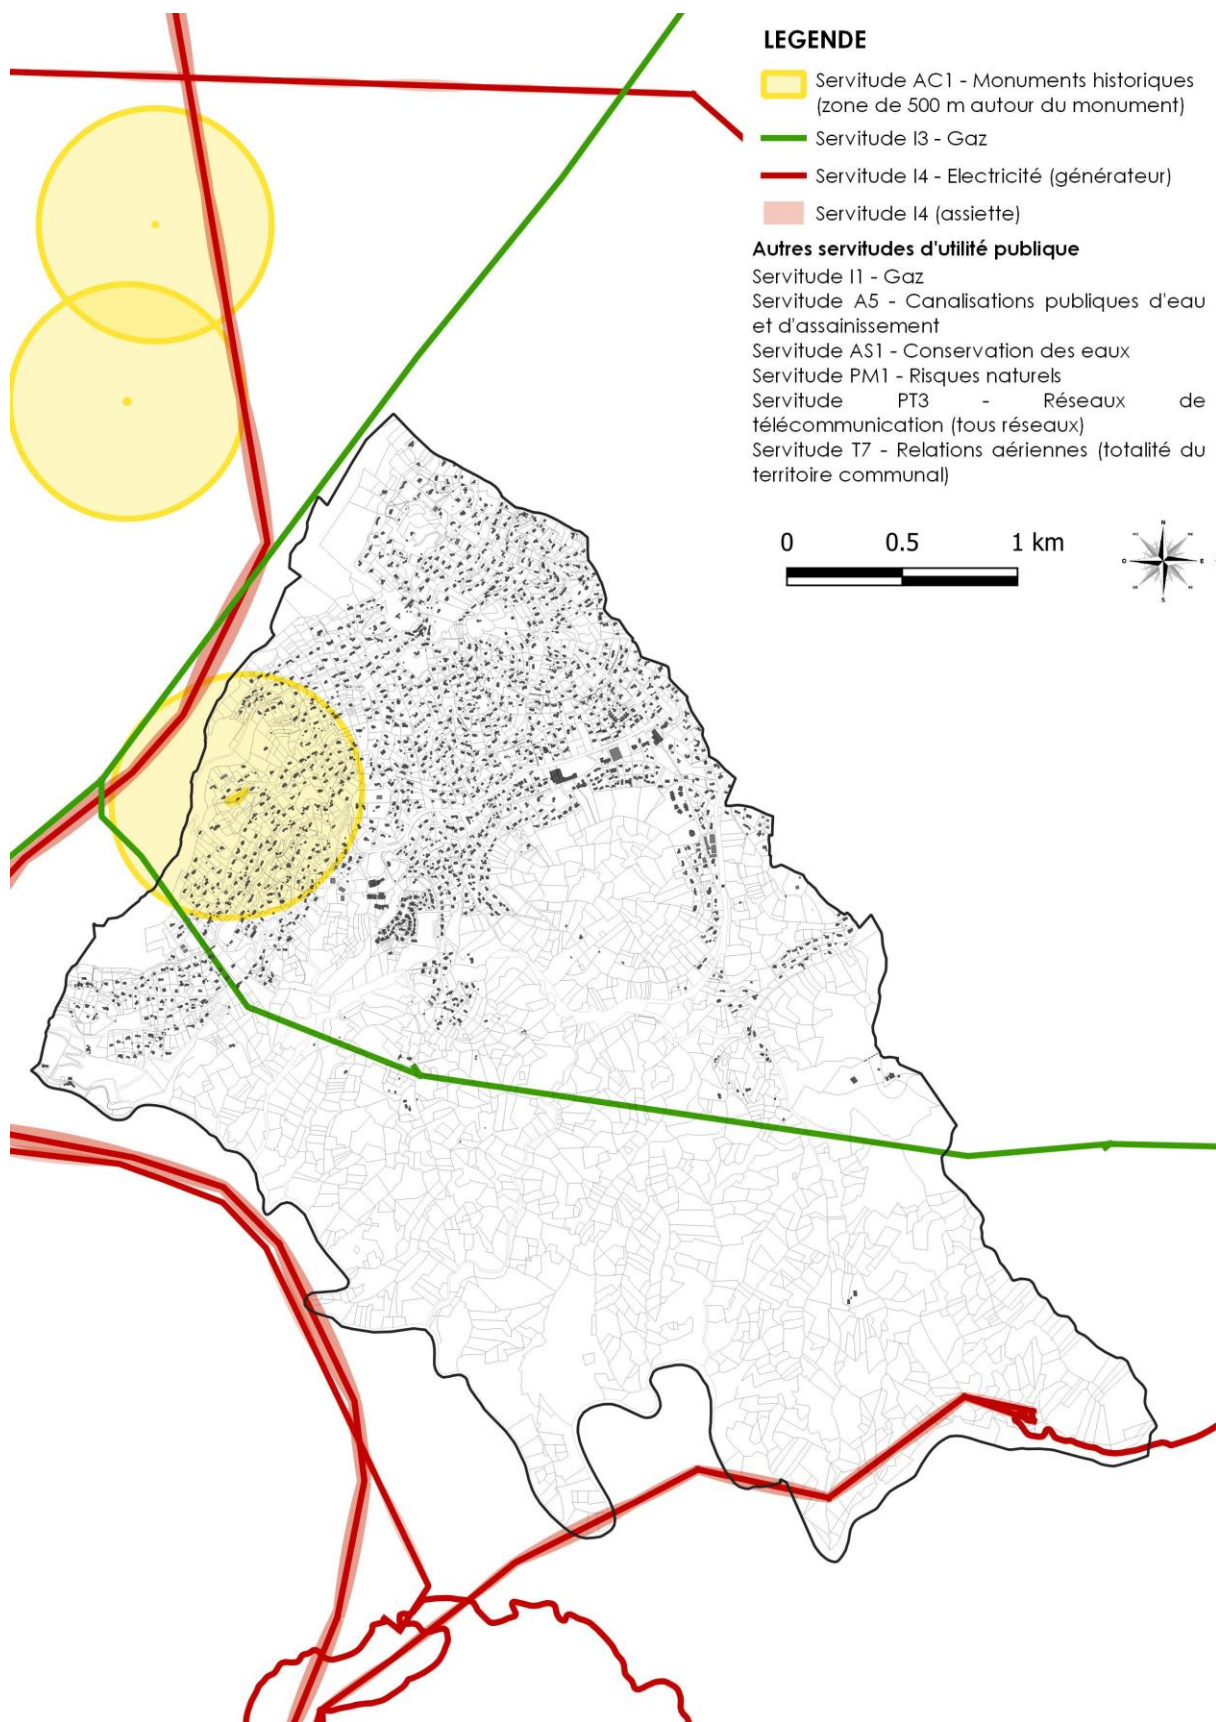 LEGENDE
Servitude AC1 - Monuments historiques
(zone de 500 m autour du monument)
Servitude I3 - Gaz
Servitude I4 - Electricité (générateur)
Servitude I4 (assiette)
Autres servitudes d'utilité publique
Servitude I1 - Gaz
Servitude A5 - Canalisations publiques d'eau
et d'assainissement
Servitude AS1 - Conservation des eaux
Servitude PM1 - Risques naturels
Servitude PT3 - Réseaux de
télécommunication (tous réseaux)
Servitude T7 - Relations aériennes (totalité du
territoire communal)
0 0.5 1 km
N
O E
S